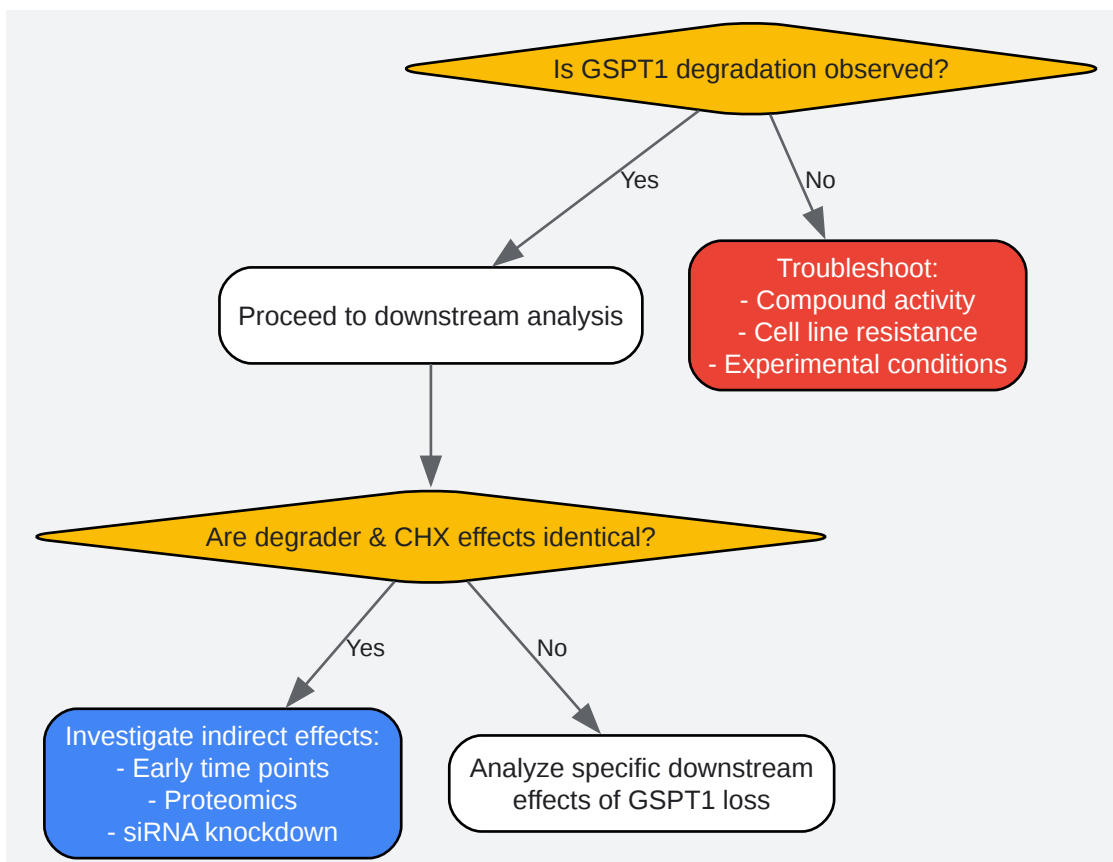 Is GSPT1 degradation observed?
Yes
No
Proceed to downstream analysis
Troubleshoot:
- Compound activity
- Cell line resistance
- Experimental conditions
Are degrader & CHX effects identical?
Yes
No
Investigate indirect effects:
- Early time points
- Proteomics
- siRNA knockdown
Analyze specific downstream
effects of GSPT1 loss